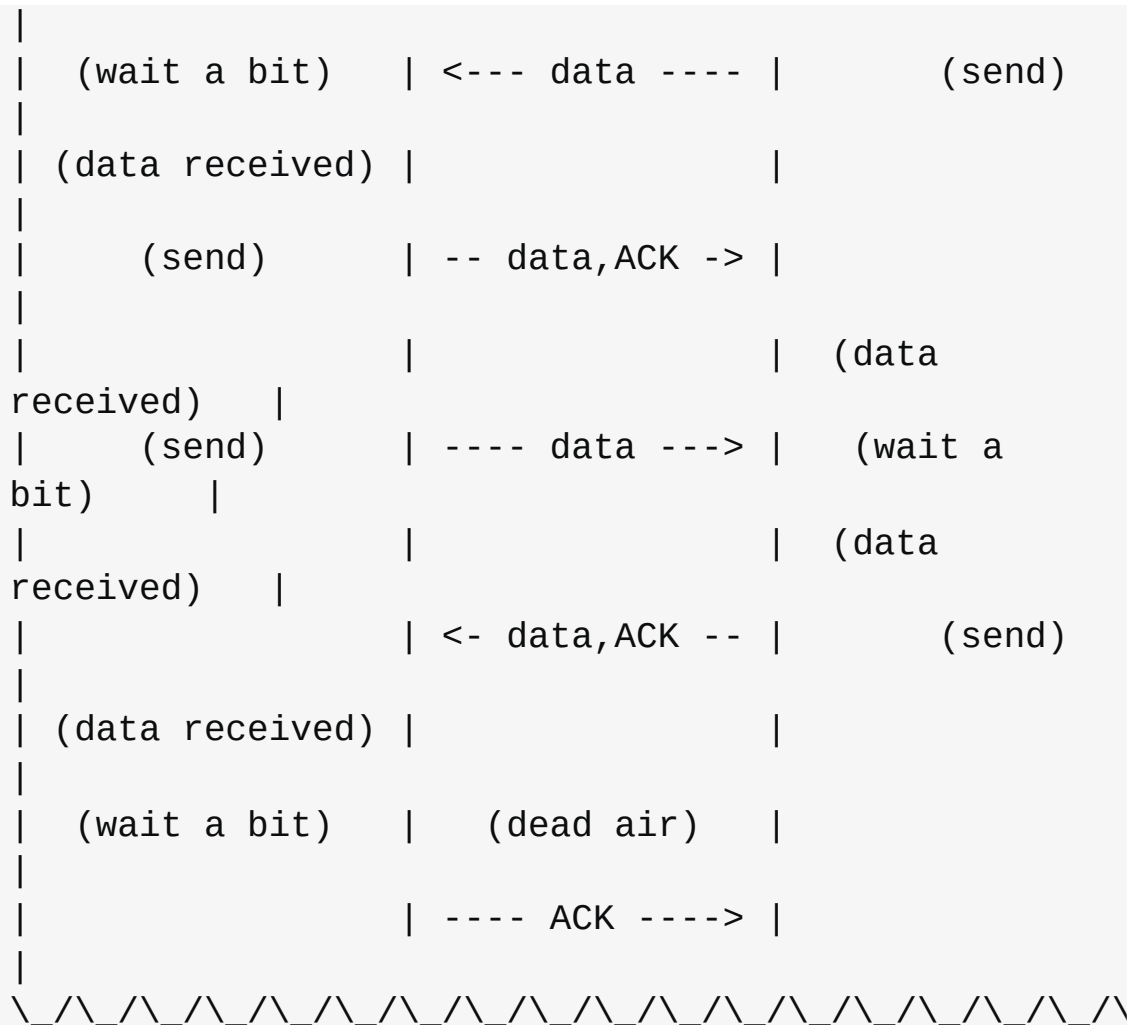 |
|  (wait a bit)   | <--- data ---- |       (send)
|
| (data received) |                |
|
|     (send)      | -- data,ACK -> |
|
|                 |                |  (data
received)   |
|     (send)      | ---- data ---> |   (wait a
bit)      |
|                 |                |  (data
received)   |
|                 | <- data,ACK -- |       (send)
|
| (data received) |                |
|
|  (wait a bit)   |   (dead air)   |
|
|                 | ---- ACK ----> |
|
\_/\_/\_/\_/\_/\_/\_/\_/\_/\_/\_/\_/\_/\_/\_/\_/\_/\